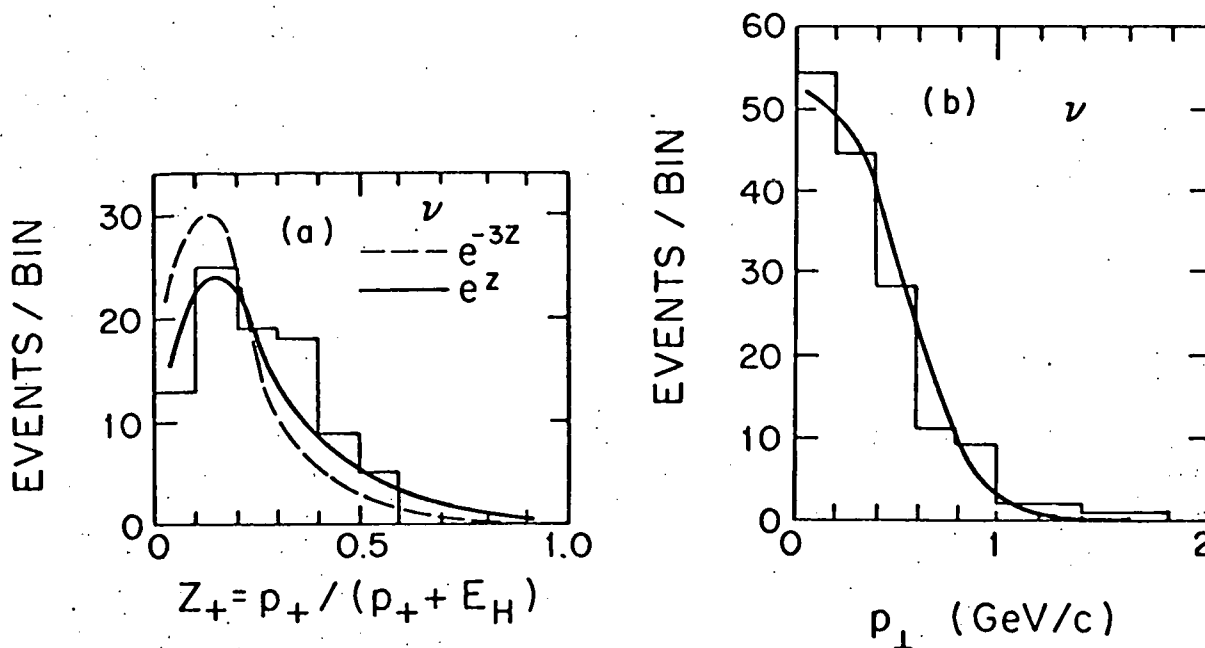 EVENTS / BIN
30
20
10
0
(a)
ν
e^{-3Z}
e^{Z}
0
0.5
1.0
Z₊ = p₊ / (p₊ + E_H)
EVENTS / BIN
60
50
40
30
20
10
0
(b)
ν
0
1
2
p_⊥ (GeV/c)